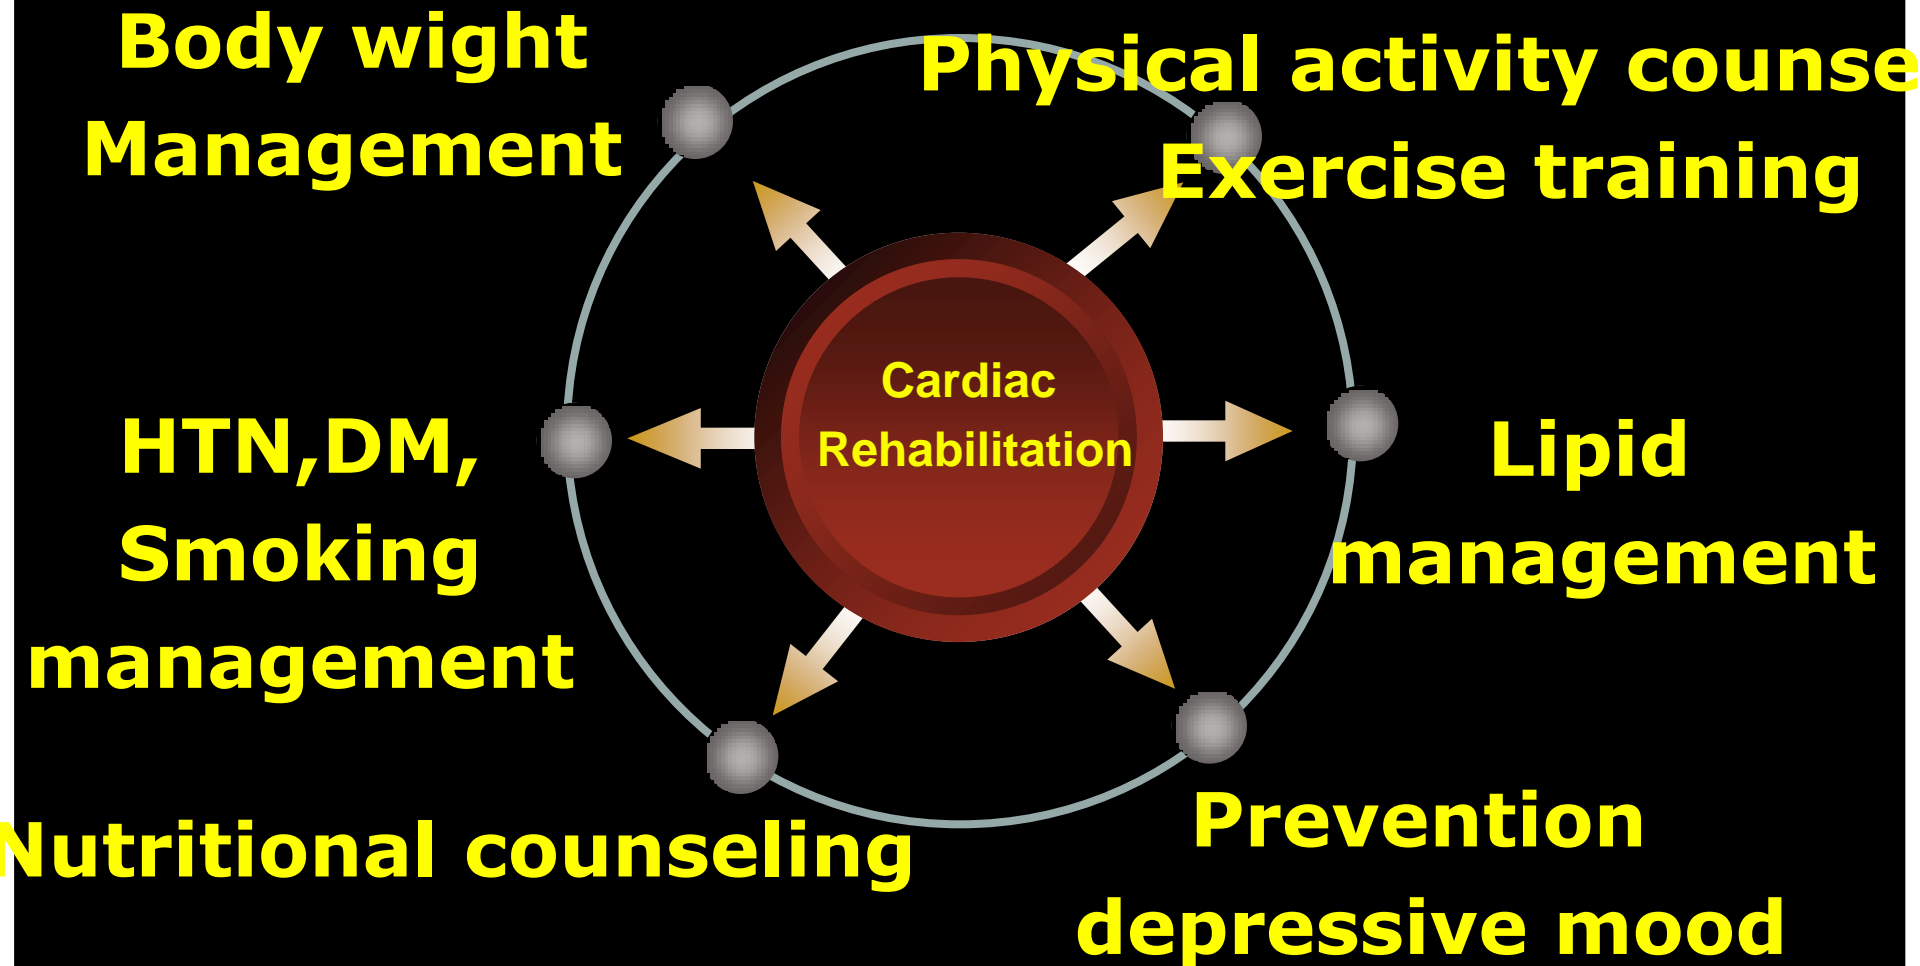 Body wight
Management
Physical activity counse
Exercise training
Cardiac
Rehabilitation
HTN,DM,
Smoking
management
Lipid
management
Nutritional counseling
Prevention
depressive mood